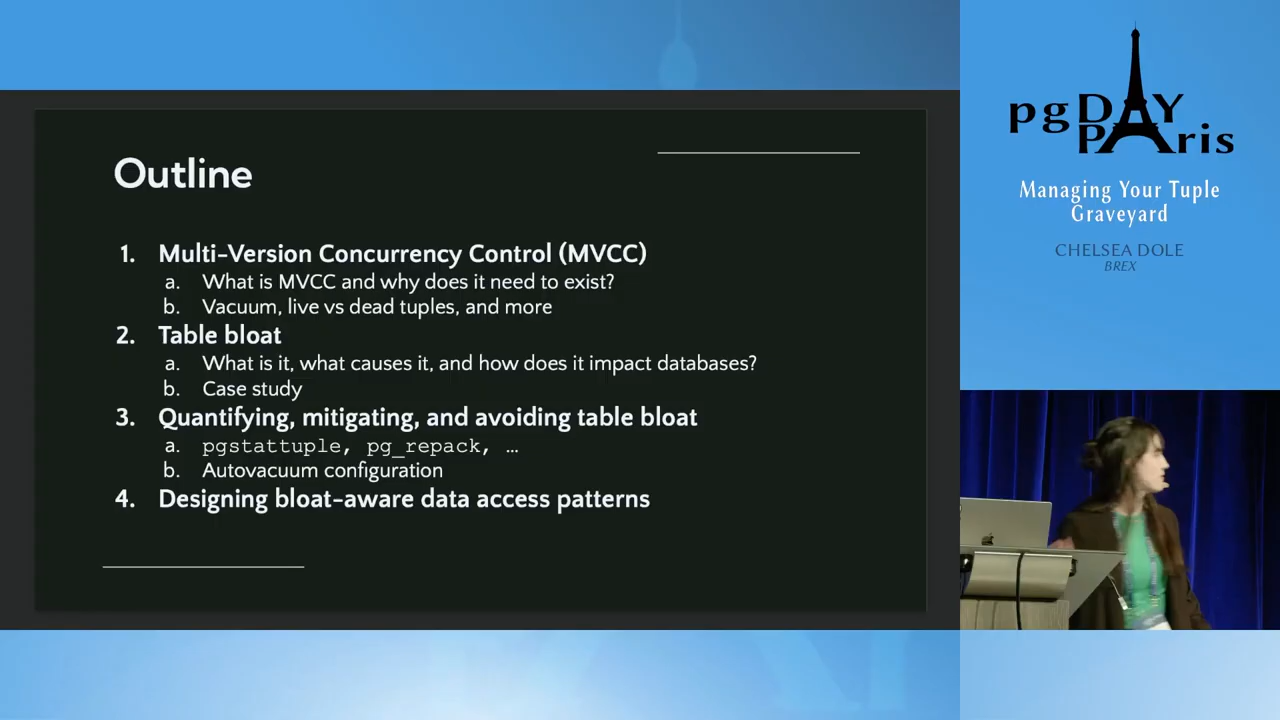 Outline
1. Multi-Version Concurrency Control (MVCC)
a. What is MVCC and why does it need to exist?
b. Vacuum, live vs dead tuples, and more
2. Table bloat
a. What is it, what causes it, and how does it impact databases?
b. Case study
3. Quantifying, mitigating, and avoiding table bloat
a. pgstattuple, pg_repack, …
b. Autovacuum configuration
4. Designing bloat-aware data access patterns
pgDAY
PAris
Managing Your Tuple
Graveyard
CHELSEA DOLE
BREX